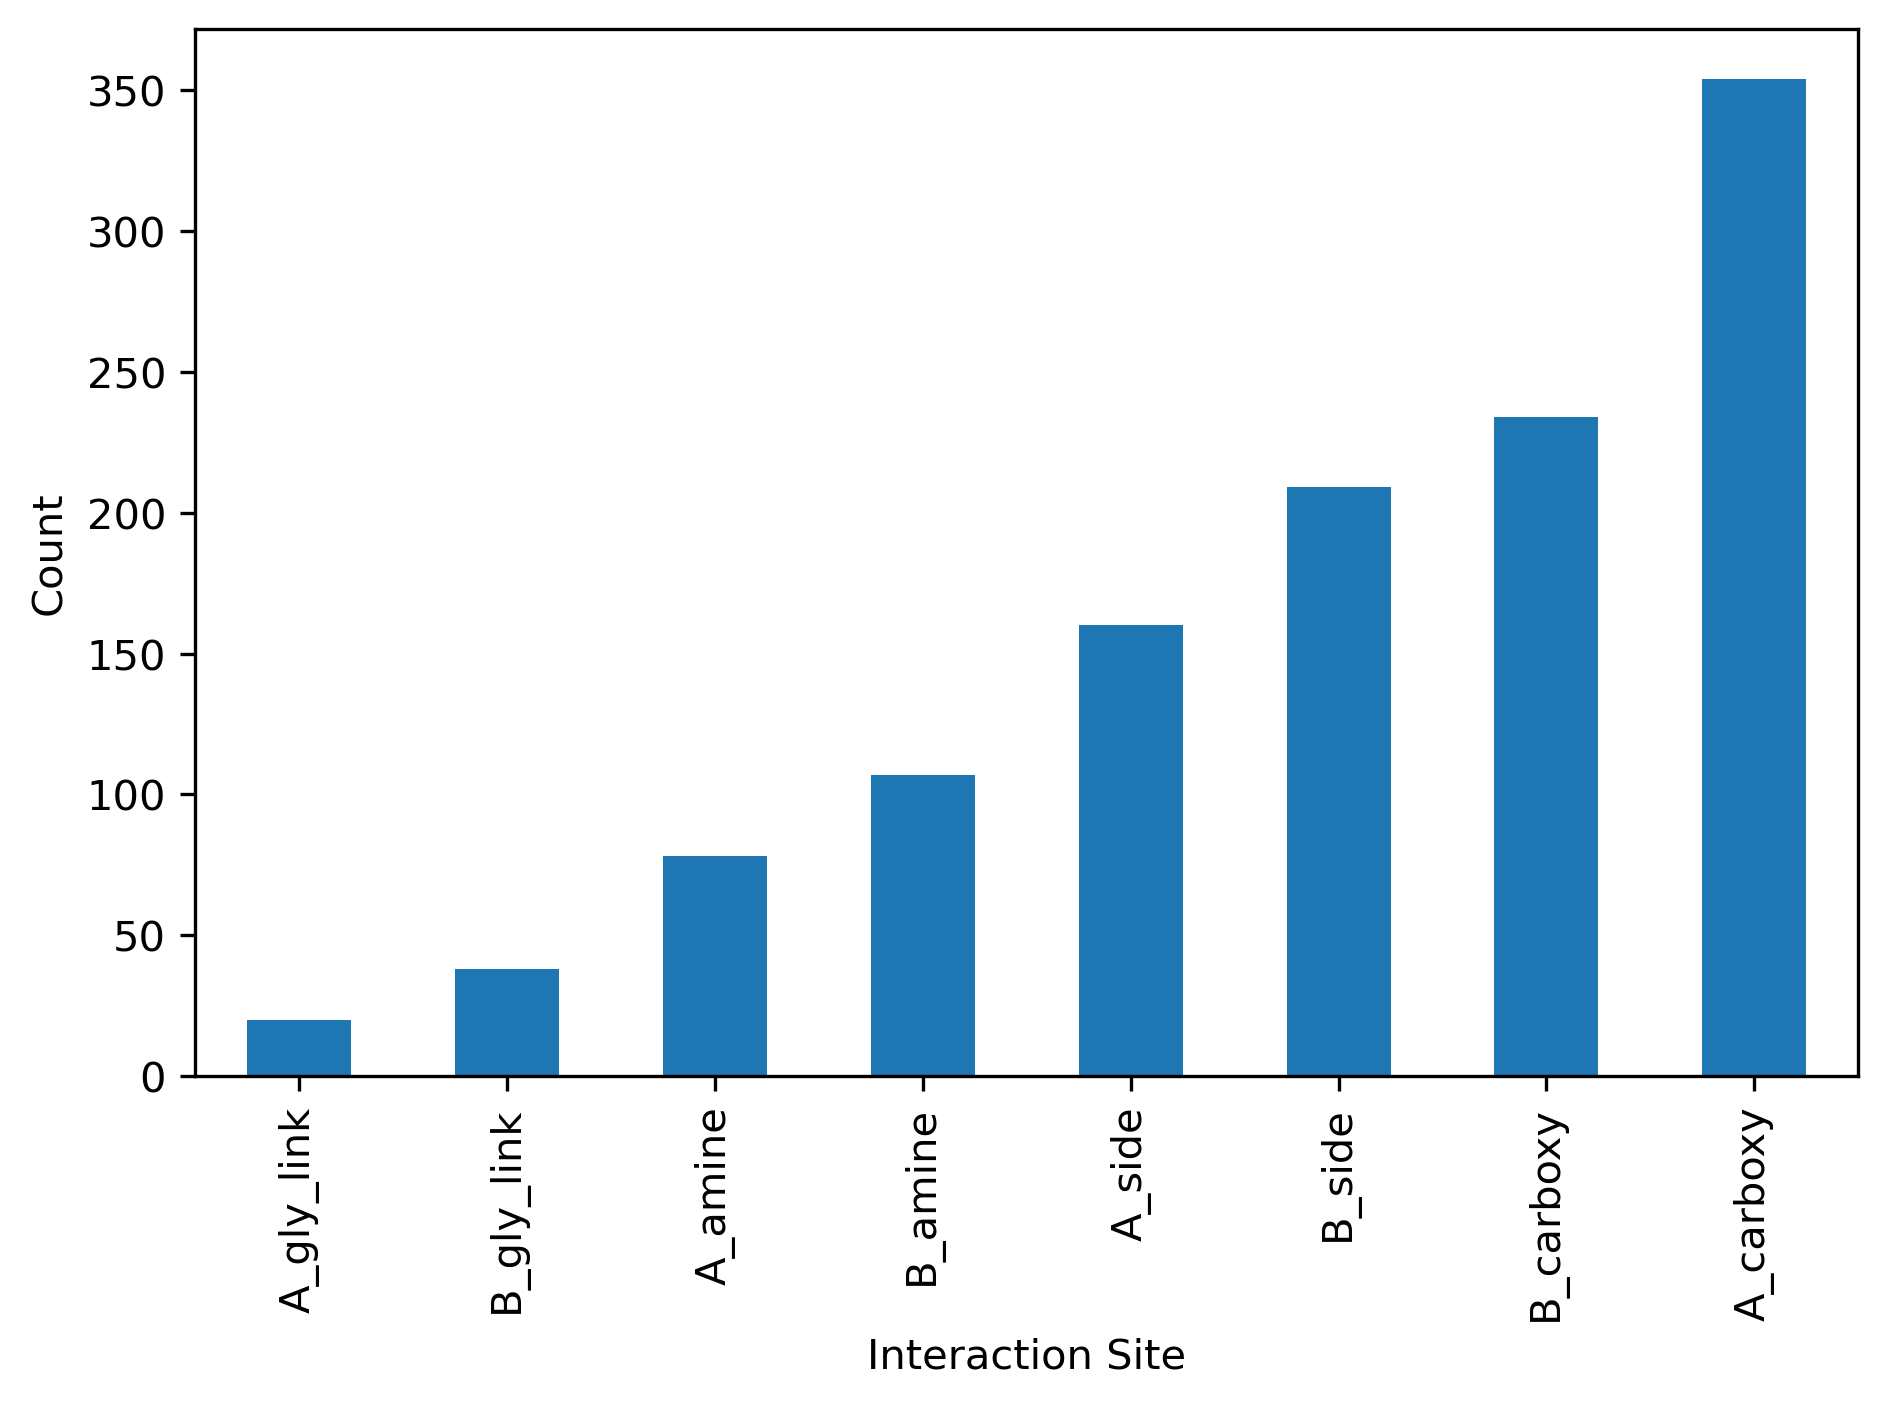 350
300
250
200
150
100
50
0
Count
A_gly_link
B_gly_link
A_amine
B_amine
A_side
B_side
B_carboxy
A_carboxy
Interaction Site